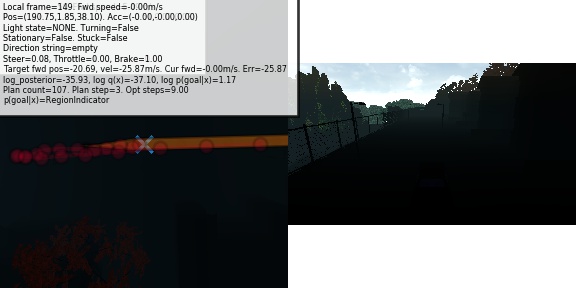 Local frame=149. Fwd speed=-0.00m/s
Pos=(190.75,1.85,38.10). Acc=(-0.00,-0.00,0.00)
Light state=NONE. Turning=False
Stationary=False. Stuck=False
Direction string=empty
Steer=0.08, Throttle=0.00, Brake=1.00
Target fwd pos=-20.69, vel=-25.87m/s. Cur fwd=-0.00m/s. Err=-25.87
log_posterior=-35.93, log q(x)=-37.10, log p(goal|x)=1.17
Plan count=107. Plan step=3. Opt steps=9.00
p(goal|x)=RegionIndicator